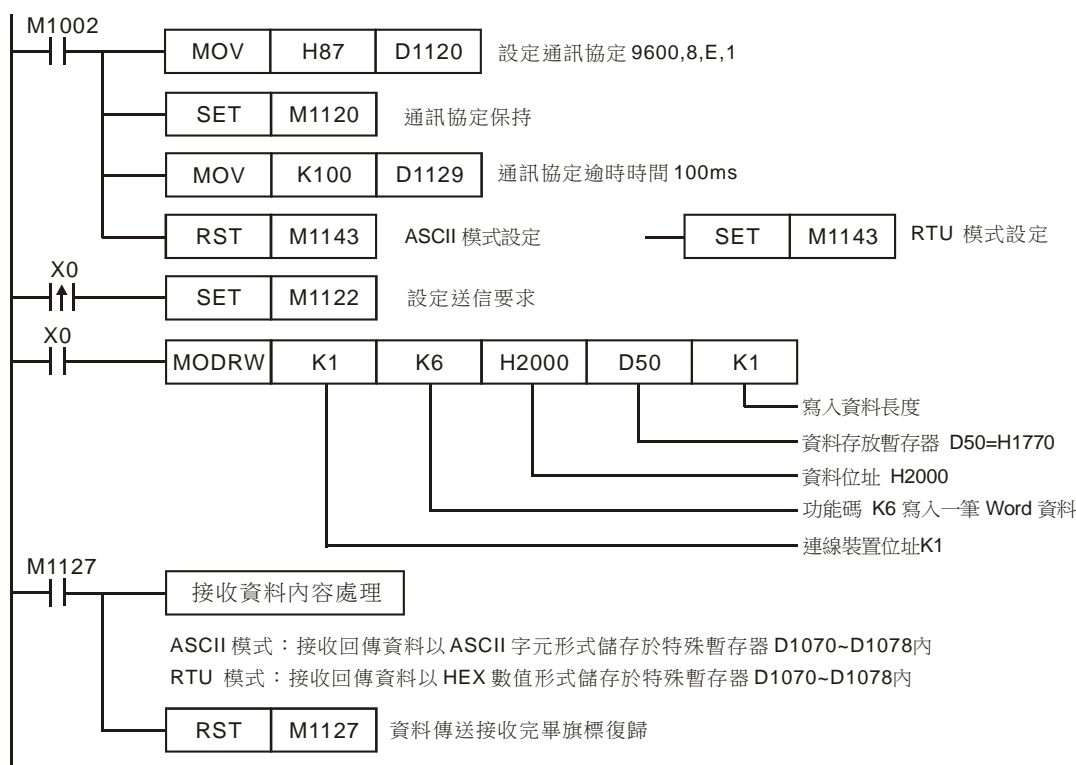 M1002
MOV H87 D1120 設定通訊協定 9600,8,E,1
SET M1120 通訊協定保持
MOV K100 D1129 通訊協定逾時時間 100ms
RST M1143 ASCII 模式設定 SET M1143 RTU 模式設定
X0
SET M1122 設定送信要求
X0
MODRW K1 K6 H2000 D50 K1
寫入資料長度
資料存放暫存器 D50=H1770
資料位址 H2000
功能碼 K6 寫入一筆 Word 資料
連線裝置位址K1
M1127
接收資料內容處理
ASCII 模式：接收回傳資料以 ASCII 字元形式儲存於特殊暫存器 D1070~D1078內
RTU 模式：接收回傳資料以 HEX 數值形式儲存於特殊暫存器 D1070~D1078內
RST M1127 資料傳送接收完畢旗標復歸